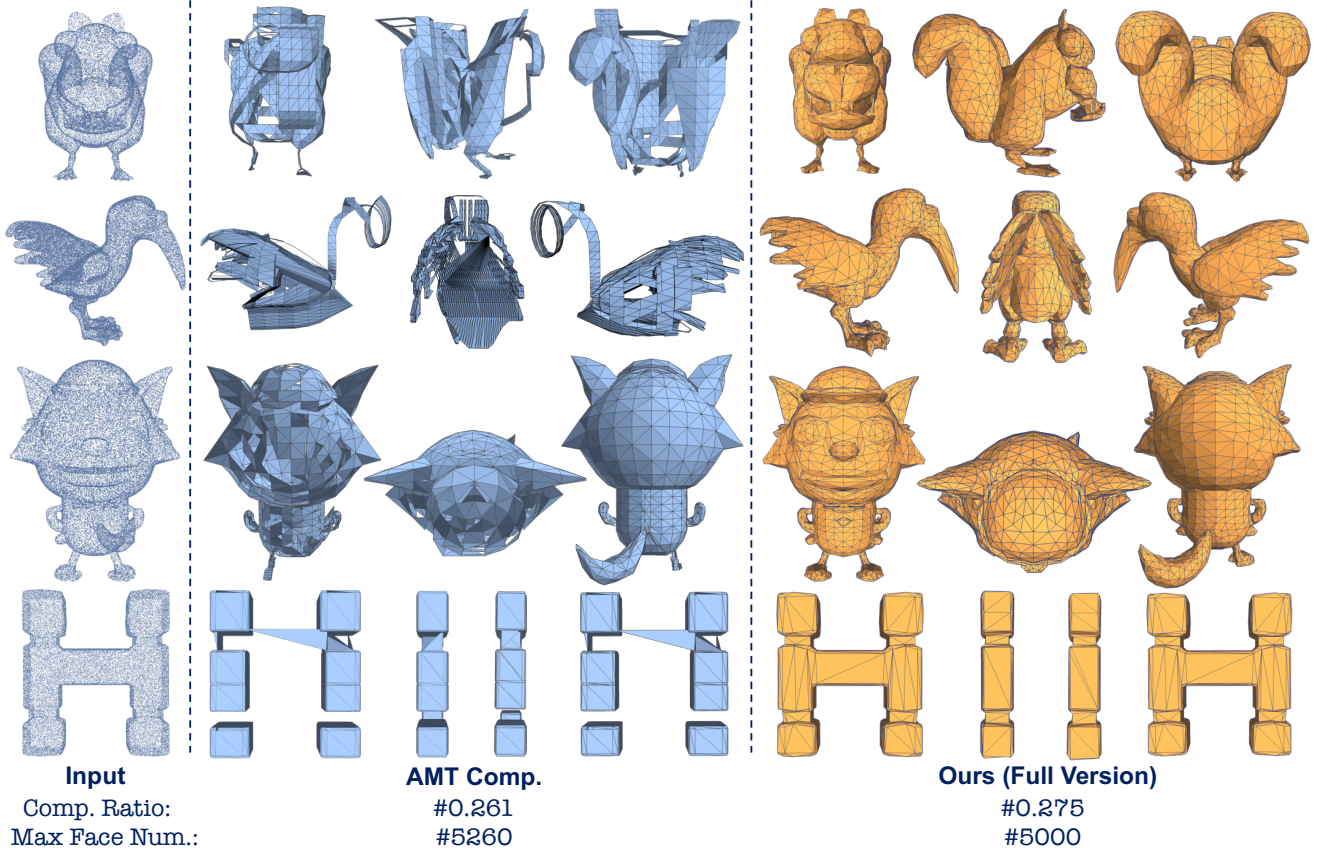 Input AMT Comp. Ours (Full Version)
Comp. Ratio: #0.261 #0.275
Max Face Num.: #5260 #5000